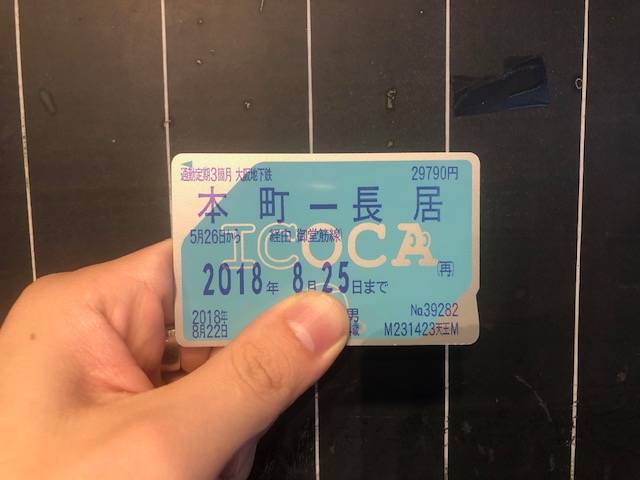 通勤定期3箇月 大阪地下鉄 29790円
本町ー長居
5月26日から 経由 御堂筋線
ICOCA
2018年 8月25日まで
再
2018年 男 No39282
8月22日 歳 M231423天王M